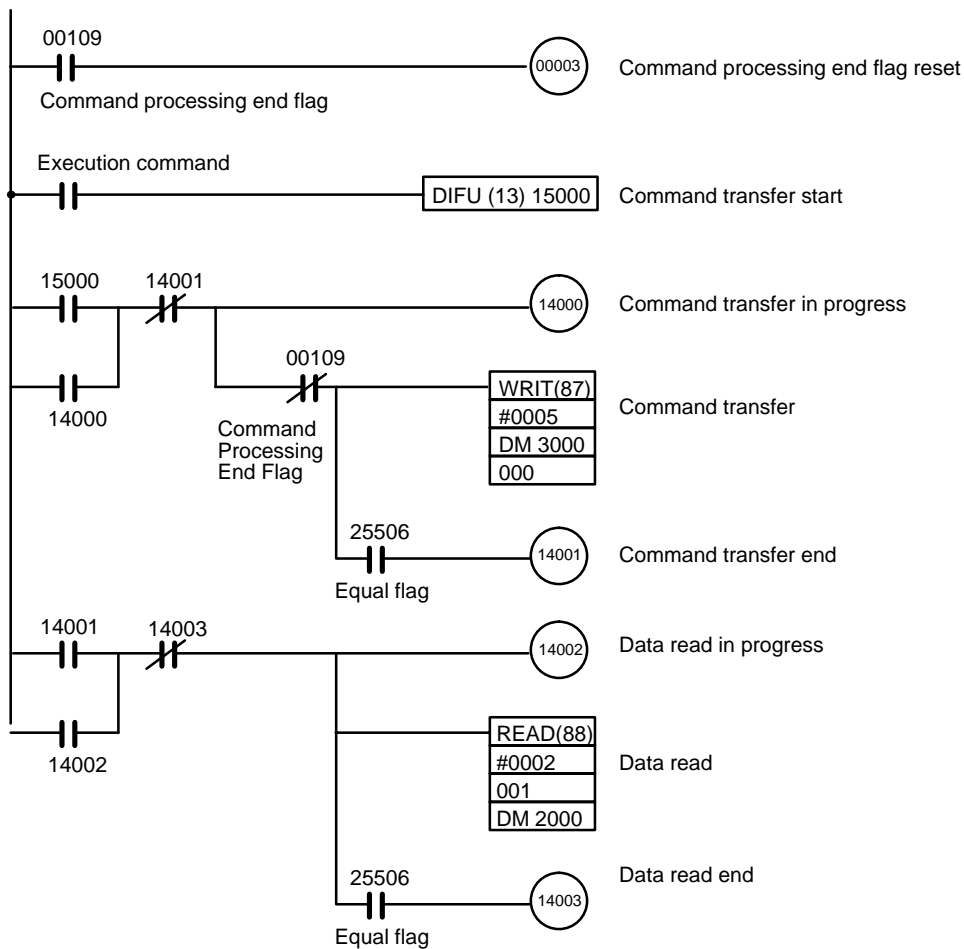 00109
00003
Command processing end flag reset
Command processing end flag
Execution command
DIFU (13) 15000
Command transfer start
15000
14001
14000
Command transfer in progress
14000
00109
Command
Processing
End Flag
WRIT(87)
#0005
DM 3000
000
Command transfer
25506
Equal flag
14001
Command transfer end
14001
14003
14002
Data read in progress
14002
READ(88)
#0002
001
DM 2000
Data read
25506
Equal flag
14003
Data read end